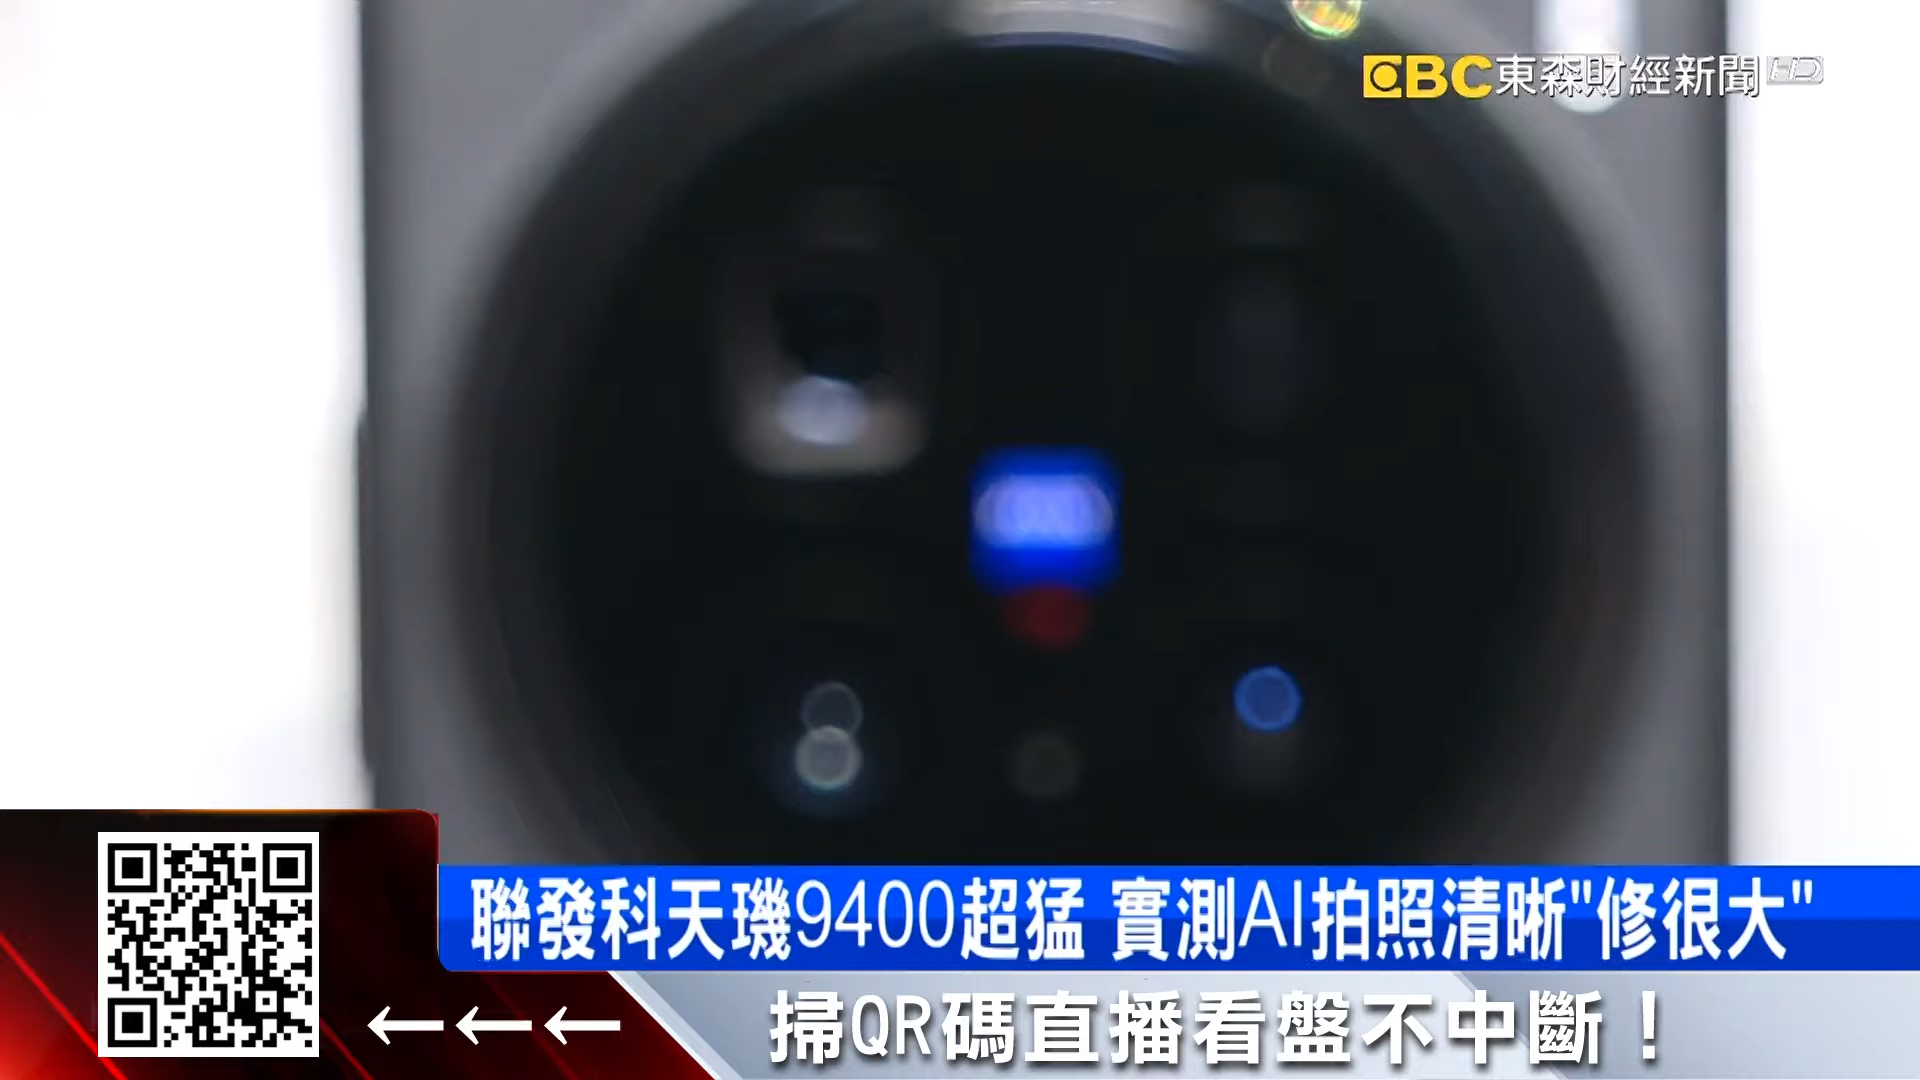 EBC東森財經新聞HD
聯發科天璣9400超猛 實測AI拍照清晰"修很大"
←←← 掃QR碼直播看盤不中斷！